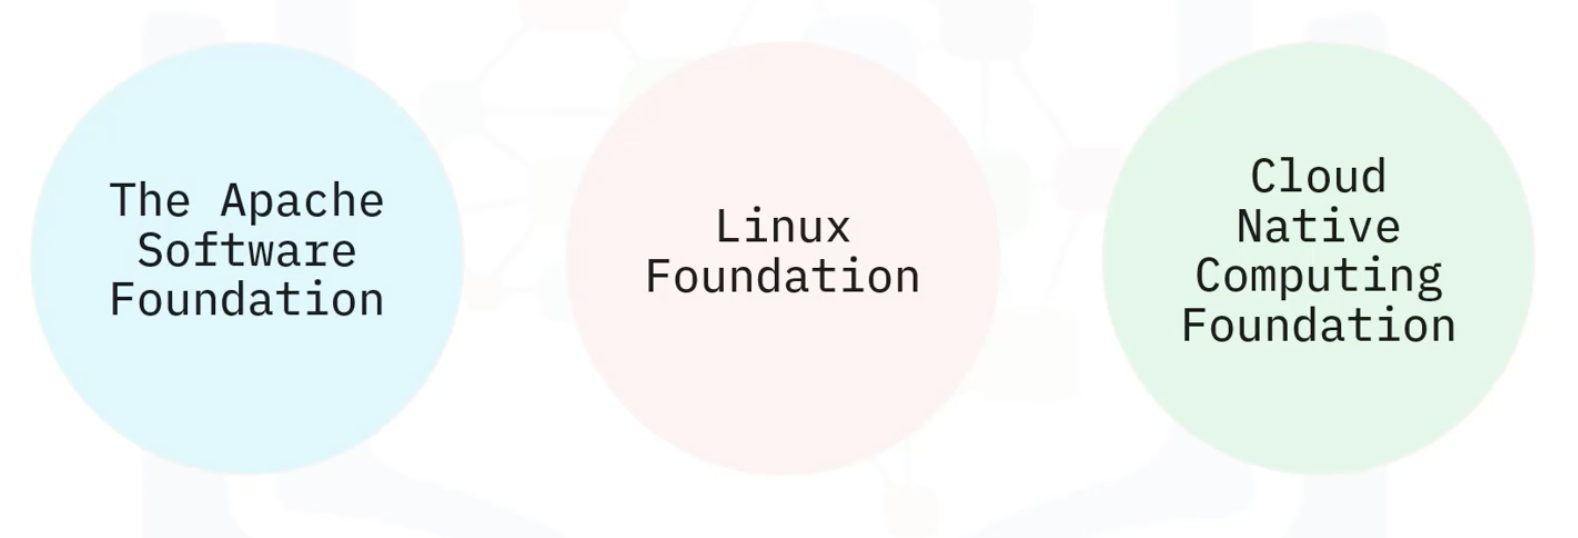 The Apache
Software
Foundation
Linux
Foundation
Cloud
Native
Computing
Foundation